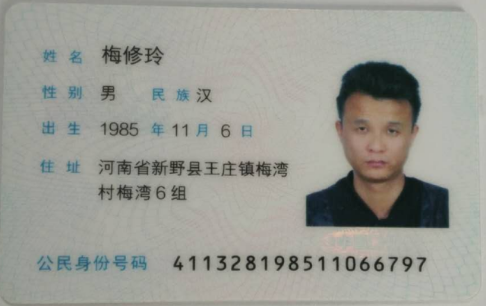 姓名 梅修玲
性别 男 民族 汉
出生 1985 年 11 月 6 日
住址 河南省新野县王庄镇梅湾
村梅湾6组
公民身份号码 411328198511066797